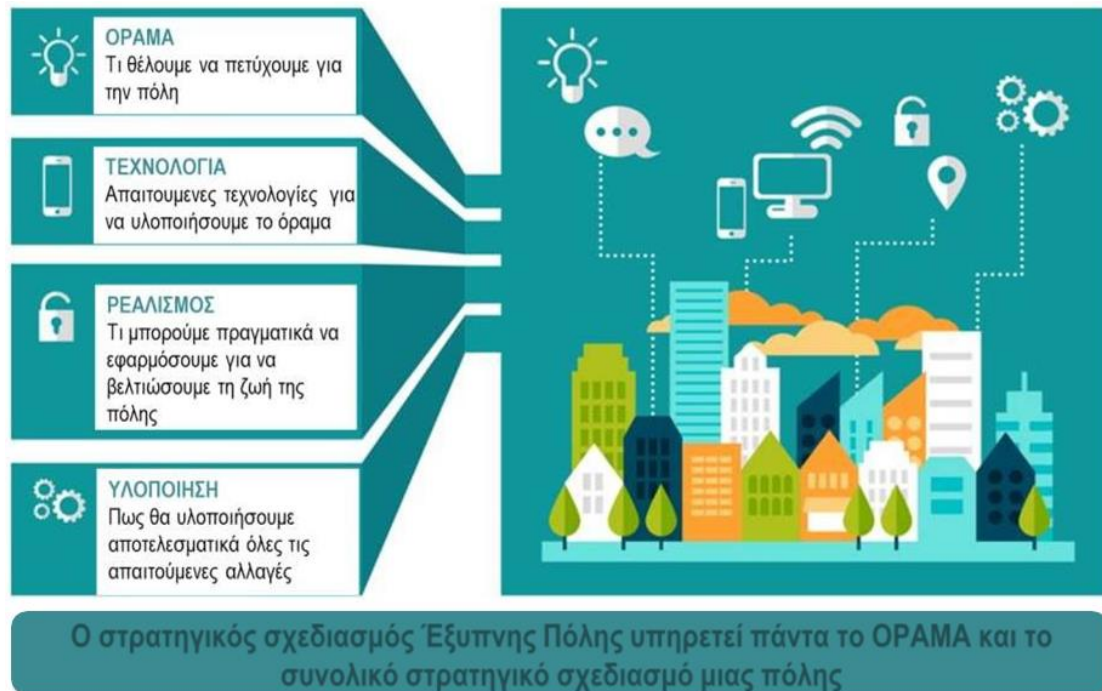 ΟΡΑΜΑ
Τι θέλουμε να πετύχουμε για
την πόλη
ΤΕΧΝΟΛΟΓΙΑ
Απαιτουμενες τεχνολογίες για
να υλοποιήσουμε το όραμα
ΡΕΑΛΙΣΜΟΣ
Τι μπορούμε πραγματικά να
εφαρμόσουμε για να
βελτιώσουμε τη ζωή της
πόλης
ΥΛΟΠΟΙΗΣΗ
Πως θα υλοποιήσουμε
αποτελεσματικά όλες τις
απαιτούμενες αλλαγές
Ο στρατηγικός σχεδιασμός Έξυπνης Πόλης υπηρετεί πάντα το ΟΡΑΜΑ και το
συνολικό στρατηγικό σχεδιασμό μιας πόλης